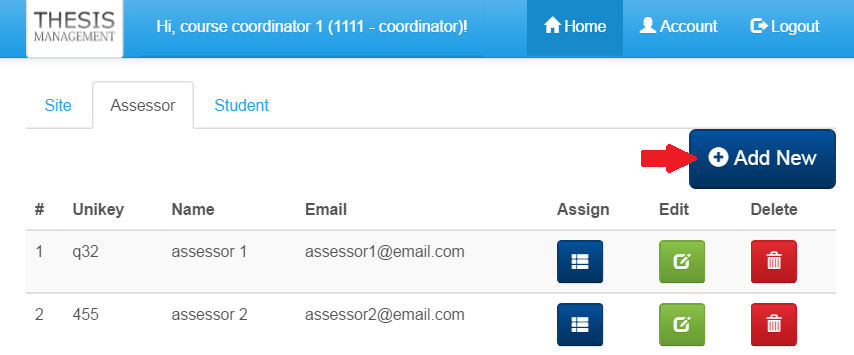 THESIS
MANAGEMENT
Hi, course coordinator 1 (1111 - coordinator)!
Home
Account
Logout
Site
Assessor
Student
Add New
# Unikey Name Email Assign Edit Delete
1 q32 assessor 1 assessor1@email.com
2 455 assessor 2 assessor2@email.com